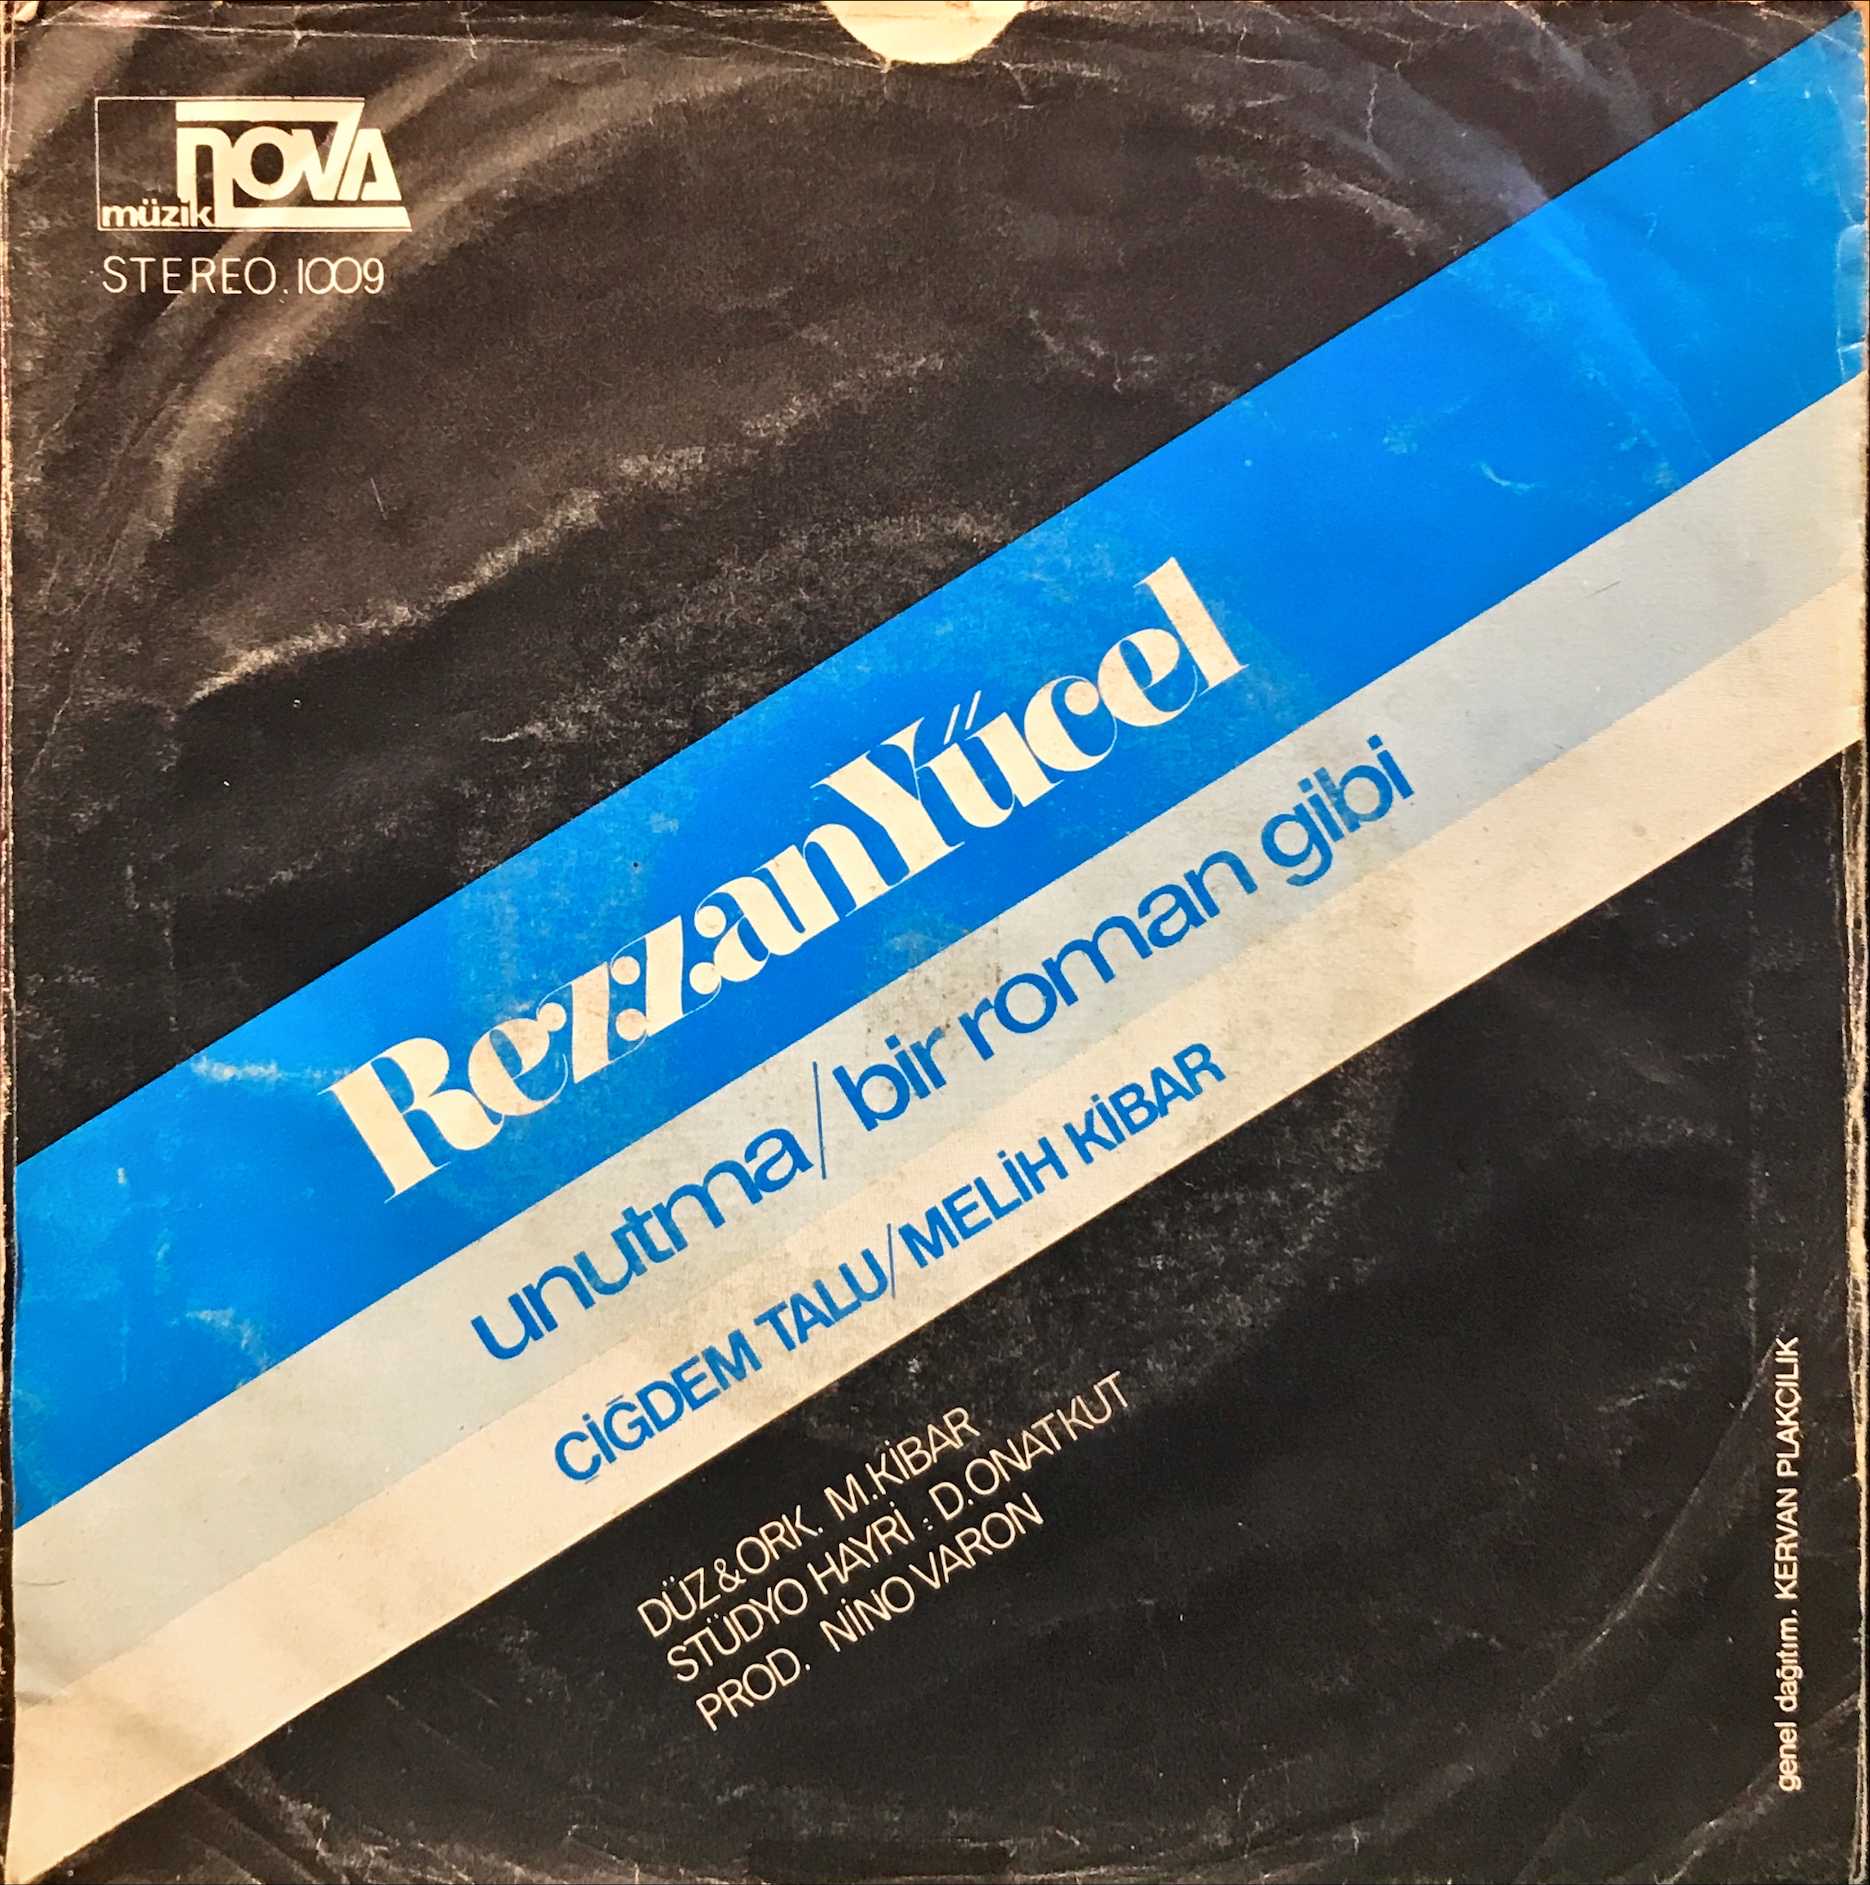 NOVA
müzik
STEREO.1009
Rezzan Yücel
unutma/bir roman gibi
ÇİĞDEM TALU/MELİH KİBAR
DÜZ&ORK. M.KİBAR
STÜDYO HAYRİ : D.ONATKUT
PROD. NİNO VARON
genel dağıtım. KERVAN PLAKÇILIK